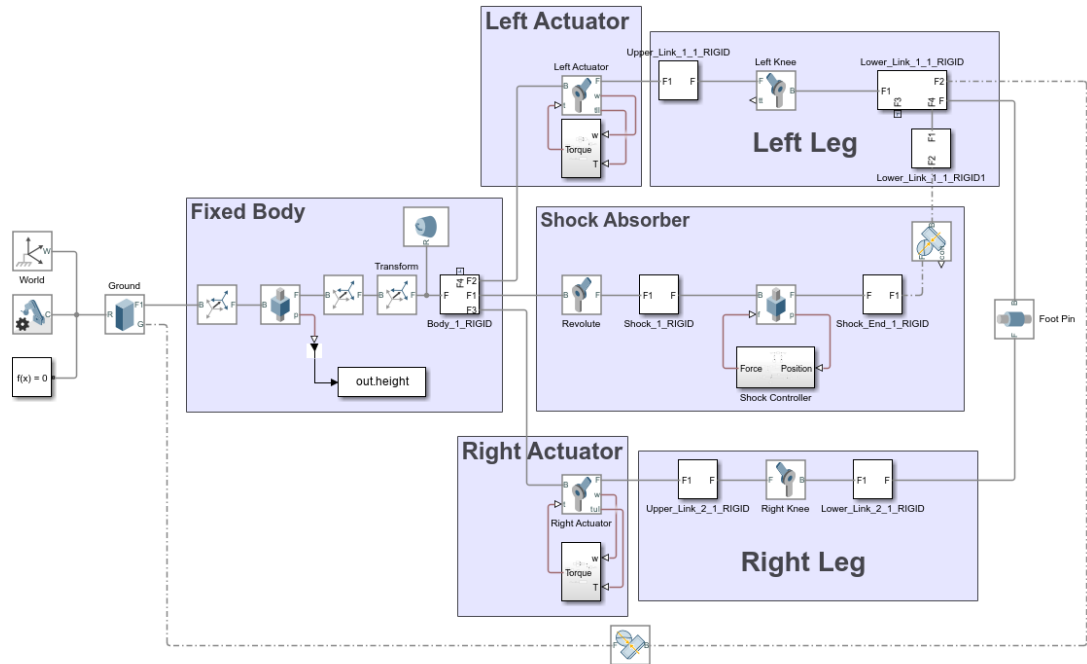 Left Actuator
Upper_Link_1_1_RIGID
Left Actuator
Left Knee
Lower_Link_1_1_RIGID
B
F
w
t
F1
F
F
B
F1
F2
F
F3
F4
w
Torque
T
Left Leg
F1
F2
Lower_Link_1_1_RIGID1
Fixed Body
Shock Absorber
R
W
World
Transform
Ground
C
R
F1
G
B
F
B
F
p
B
F
B
F
F
F4
F2
F1
F3
Body_1_RIGID
B
F
Revolute
F1
F
Shock_1_RIGID
B
F
f
p
F
F1
Shock_End_1_RIGID
B
F
Foot Pin
B
F
f(x) = 0
out.height
Force
Position
Shock Controller
Right Actuator
B
F
w
t
Right Actuator
F1
F
Upper_Link_2_1_RIGID
F
B
Right Knee
F1
F
Lower_Link_2_1_RIGID
w
Torque
T
Right Leg
F
B